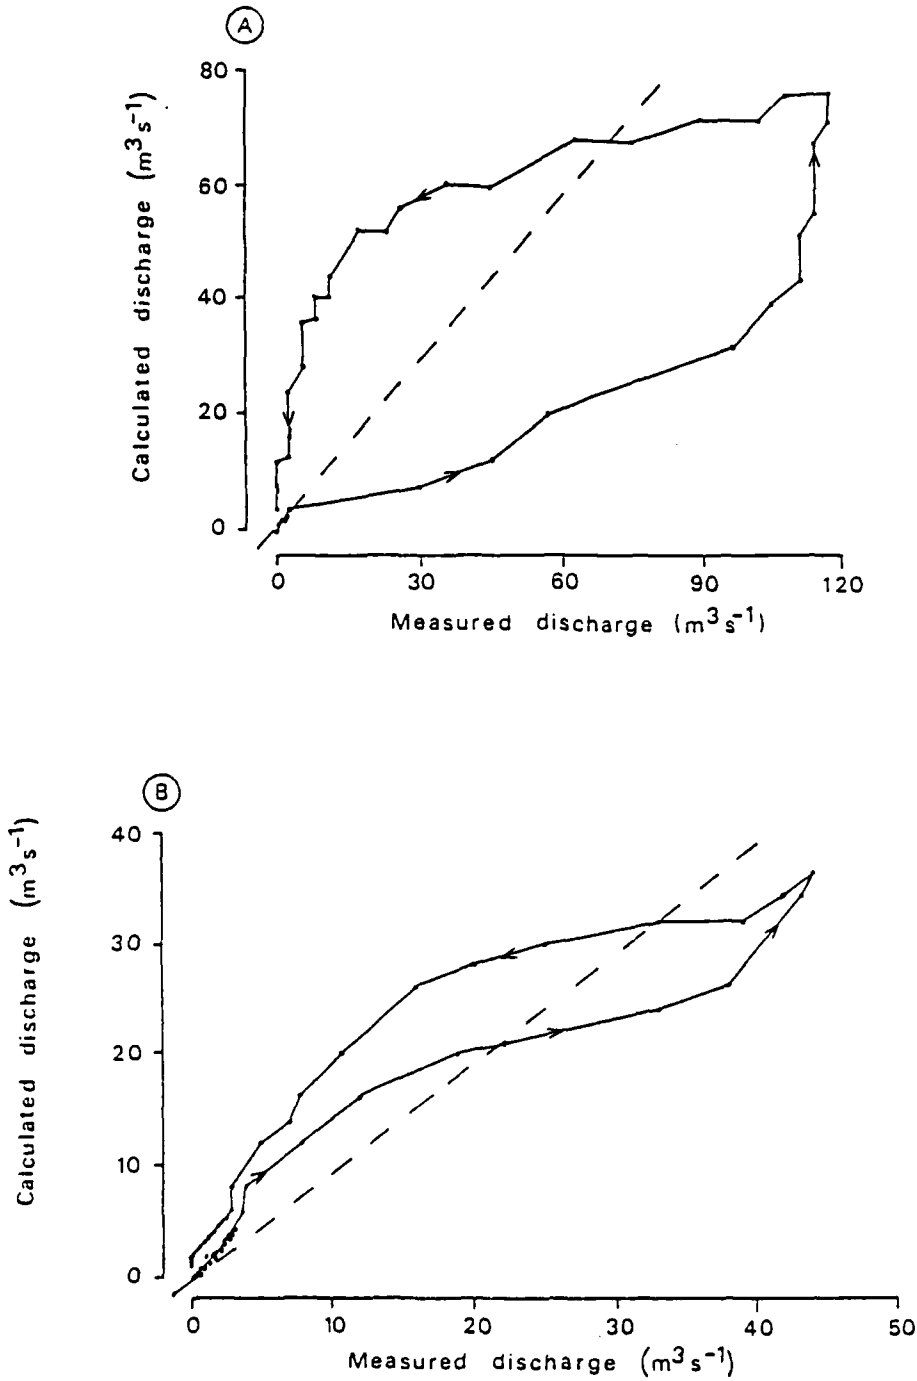 A
80
60
40
20
0
Calculated discharge (m³s⁻¹)
0 30 60 90 120
Measured discharge (m³s⁻¹)
B
40
30
20
10
0
Calculated discharge (m³s⁻¹)
0 10 20 30 40 50
Measured discharge (m³s⁻¹)